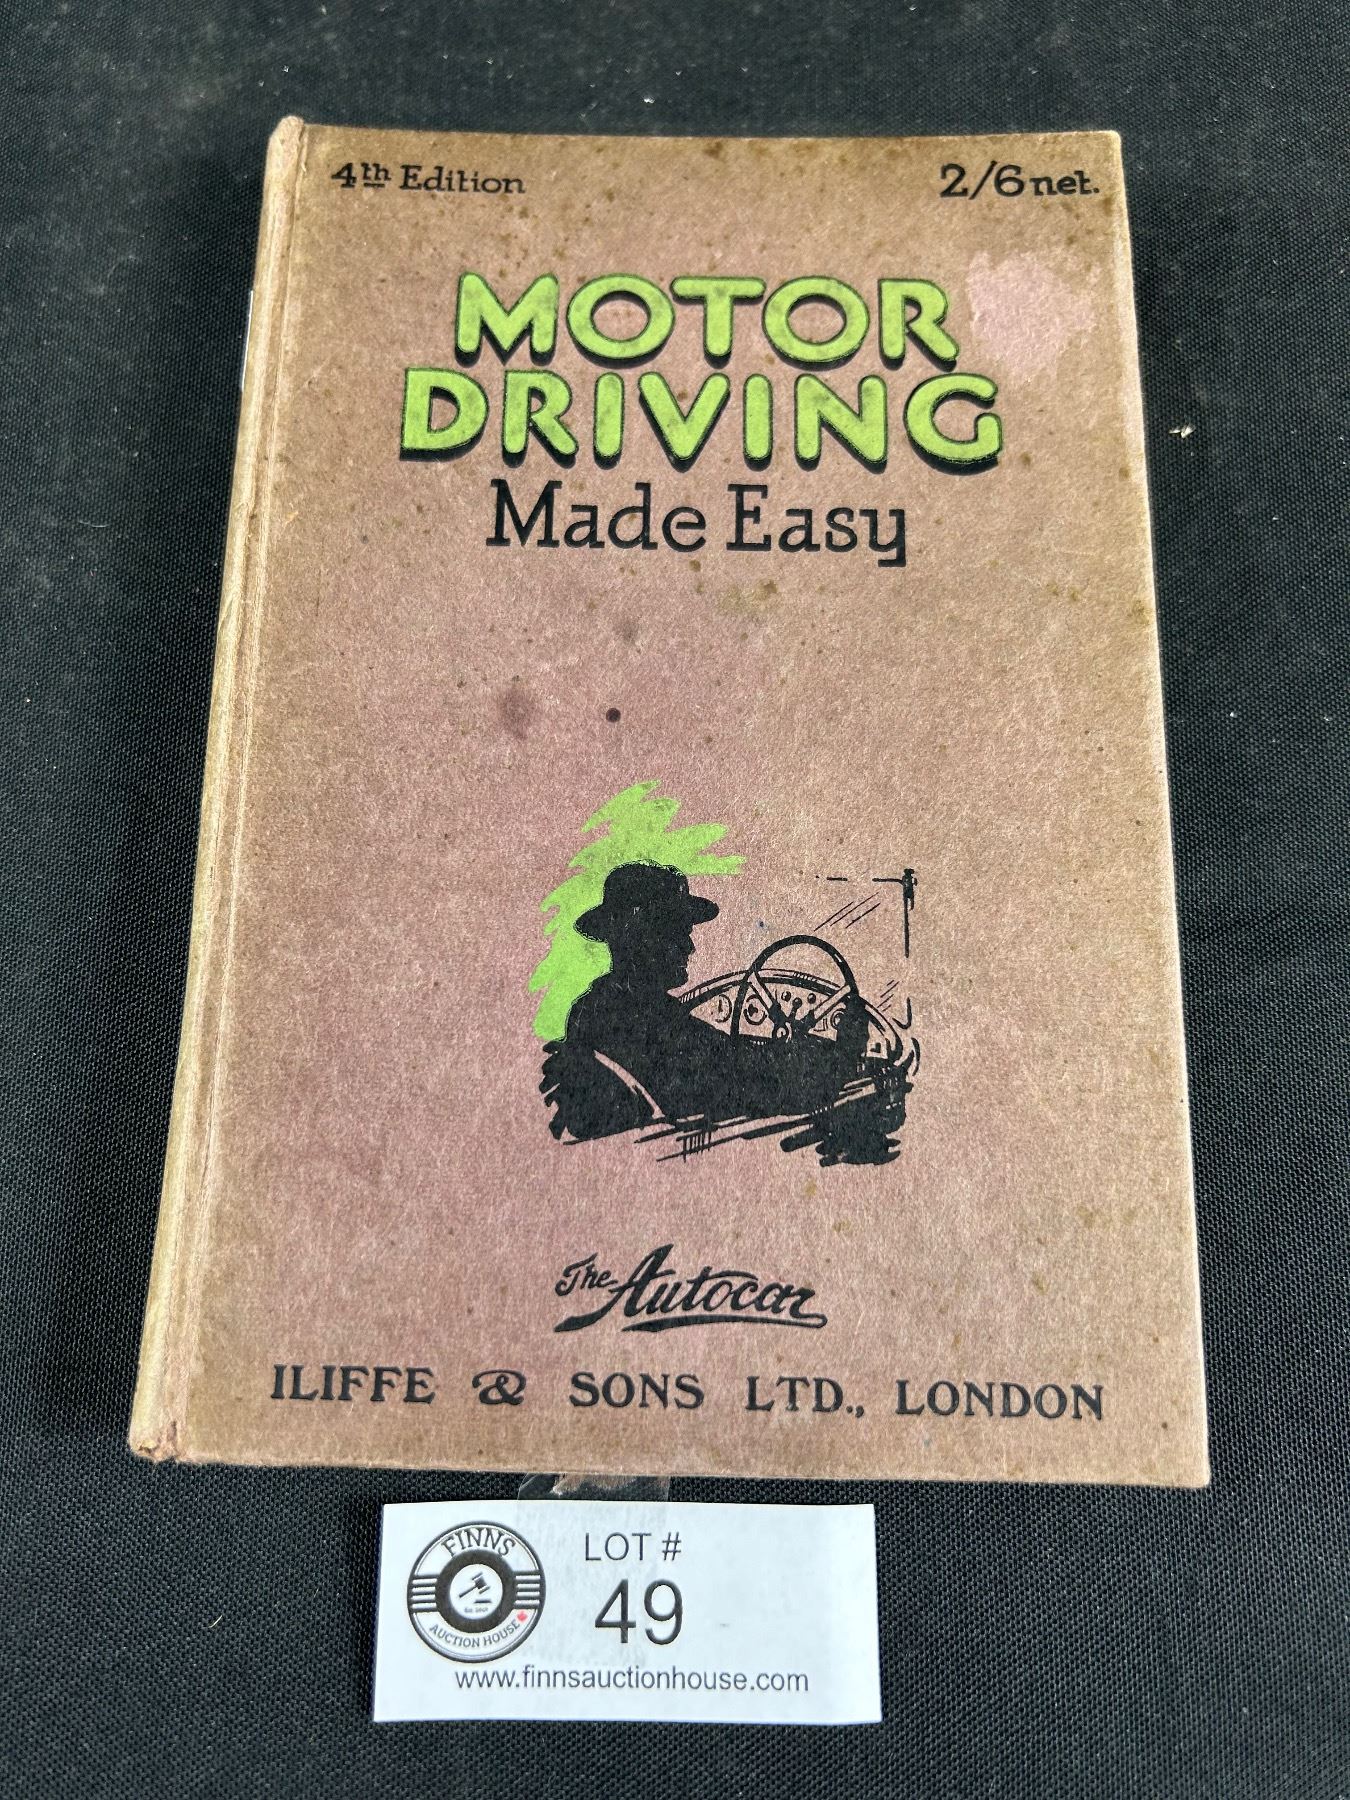 4th Edition 2/6 net.
MOTOR
DRIVING
Made Easy
The Autocar
ILIFFE & SONS LTD., LONDON
FINNS
AUCTION HOUSE
LOT #
49
www.finnsauctionhouse.com